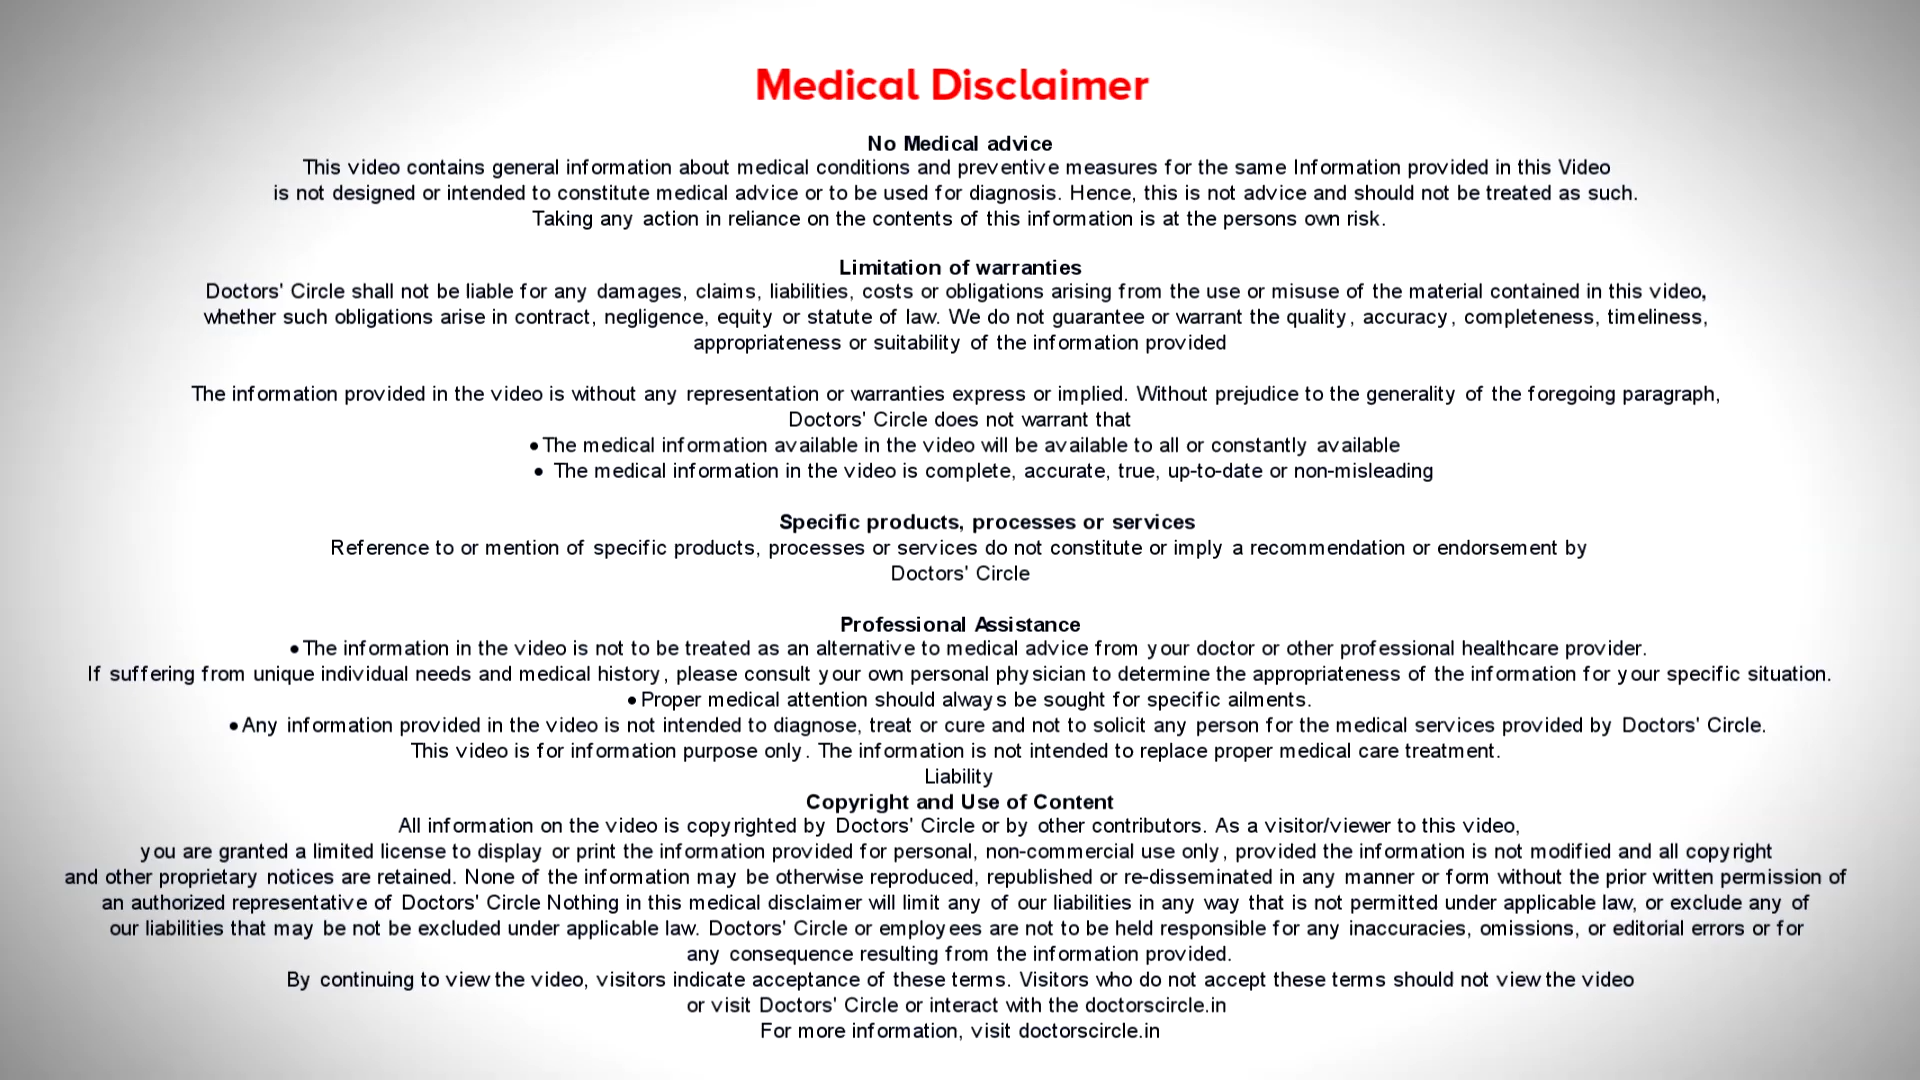 Medical Disclaimer
No Medical advice
This video contains general information about medical conditions and preventive measures for the same Information provided in this Video
is not designed or intended to constitute medical advice or to be used for diagnosis. Hence, this is not advice and should not be treated as such.
Taking any action in reliance on the contents of this information is at the persons own risk.
Limitation of warranties
Doctors' Circle shall not be liable for any damages, claims, liabilities, costs or obligations arising from the use or misuse of the material contained in this video,
whether such obligations arise in contract, negligence, equity or statute of law. We do not guarantee or warrant the quality, accuracy, completeness, timeliness,
appropriateness or suitability of the information provided
The information provided in the video is without any representation or warranties express or implied. Without prejudice to the generality of the foregoing paragraph,
Doctors' Circle does not warrant that
•The medical information available in the video will be available to all or constantly available
• The medical information in the video is complete, accurate, true, up-to-date or non-misleading
Specific products, processes or services
Reference to or mention of specific products, processes or services do not constitute or imply a recommendation or endorsement by
Doctors' Circle
Professional Assistance
•The information in the video is not to be treated as an alternative to medical advice from your doctor or other professional healthcare provider.
If suffering from unique individual needs and medical history, please consult your own personal physician to determine the appropriateness of the information for your specific situation.
•Proper medical attention should always be sought for specific ailments.
•Any information provided in the video is not intended to diagnose, treat or cure and not to solicit any person for the medical services provided by Doctors' Circle.
This video is for information purpose only. The information is not intended to replace proper medical care treatment.
Liability
Copyright and Use of Content
All information on the video is copyrighted by Doctors' Circle or by other contributors. As a visitor/viewer to this video,
you are granted a limited license to display or print the information provided for personal, non-commercial use only, provided the information is not modified and all copyright
and other proprietary notices are retained. None of the information may be otherwise reproduced, republished or re-disseminated in any manner or form without the prior written permission of
an authorized representative of Doctors' Circle Nothing in this medical disclaimer will limit any of our liabilities in any way that is not permitted under applicable law, or exclude any of
our liabilities that may be not be excluded under applicable law. Doctors' Circle or employees are not to be held responsible for any inaccuracies, omissions, or editorial errors or for
any consequence resulting from the information provided.
By continuing to view the video, visitors indicate acceptance of these terms. Visitors who do not accept these terms should not view the video
or visit Doctors' Circle or interact with the doctorscircle.in
For more information, visit doctorscircle.in